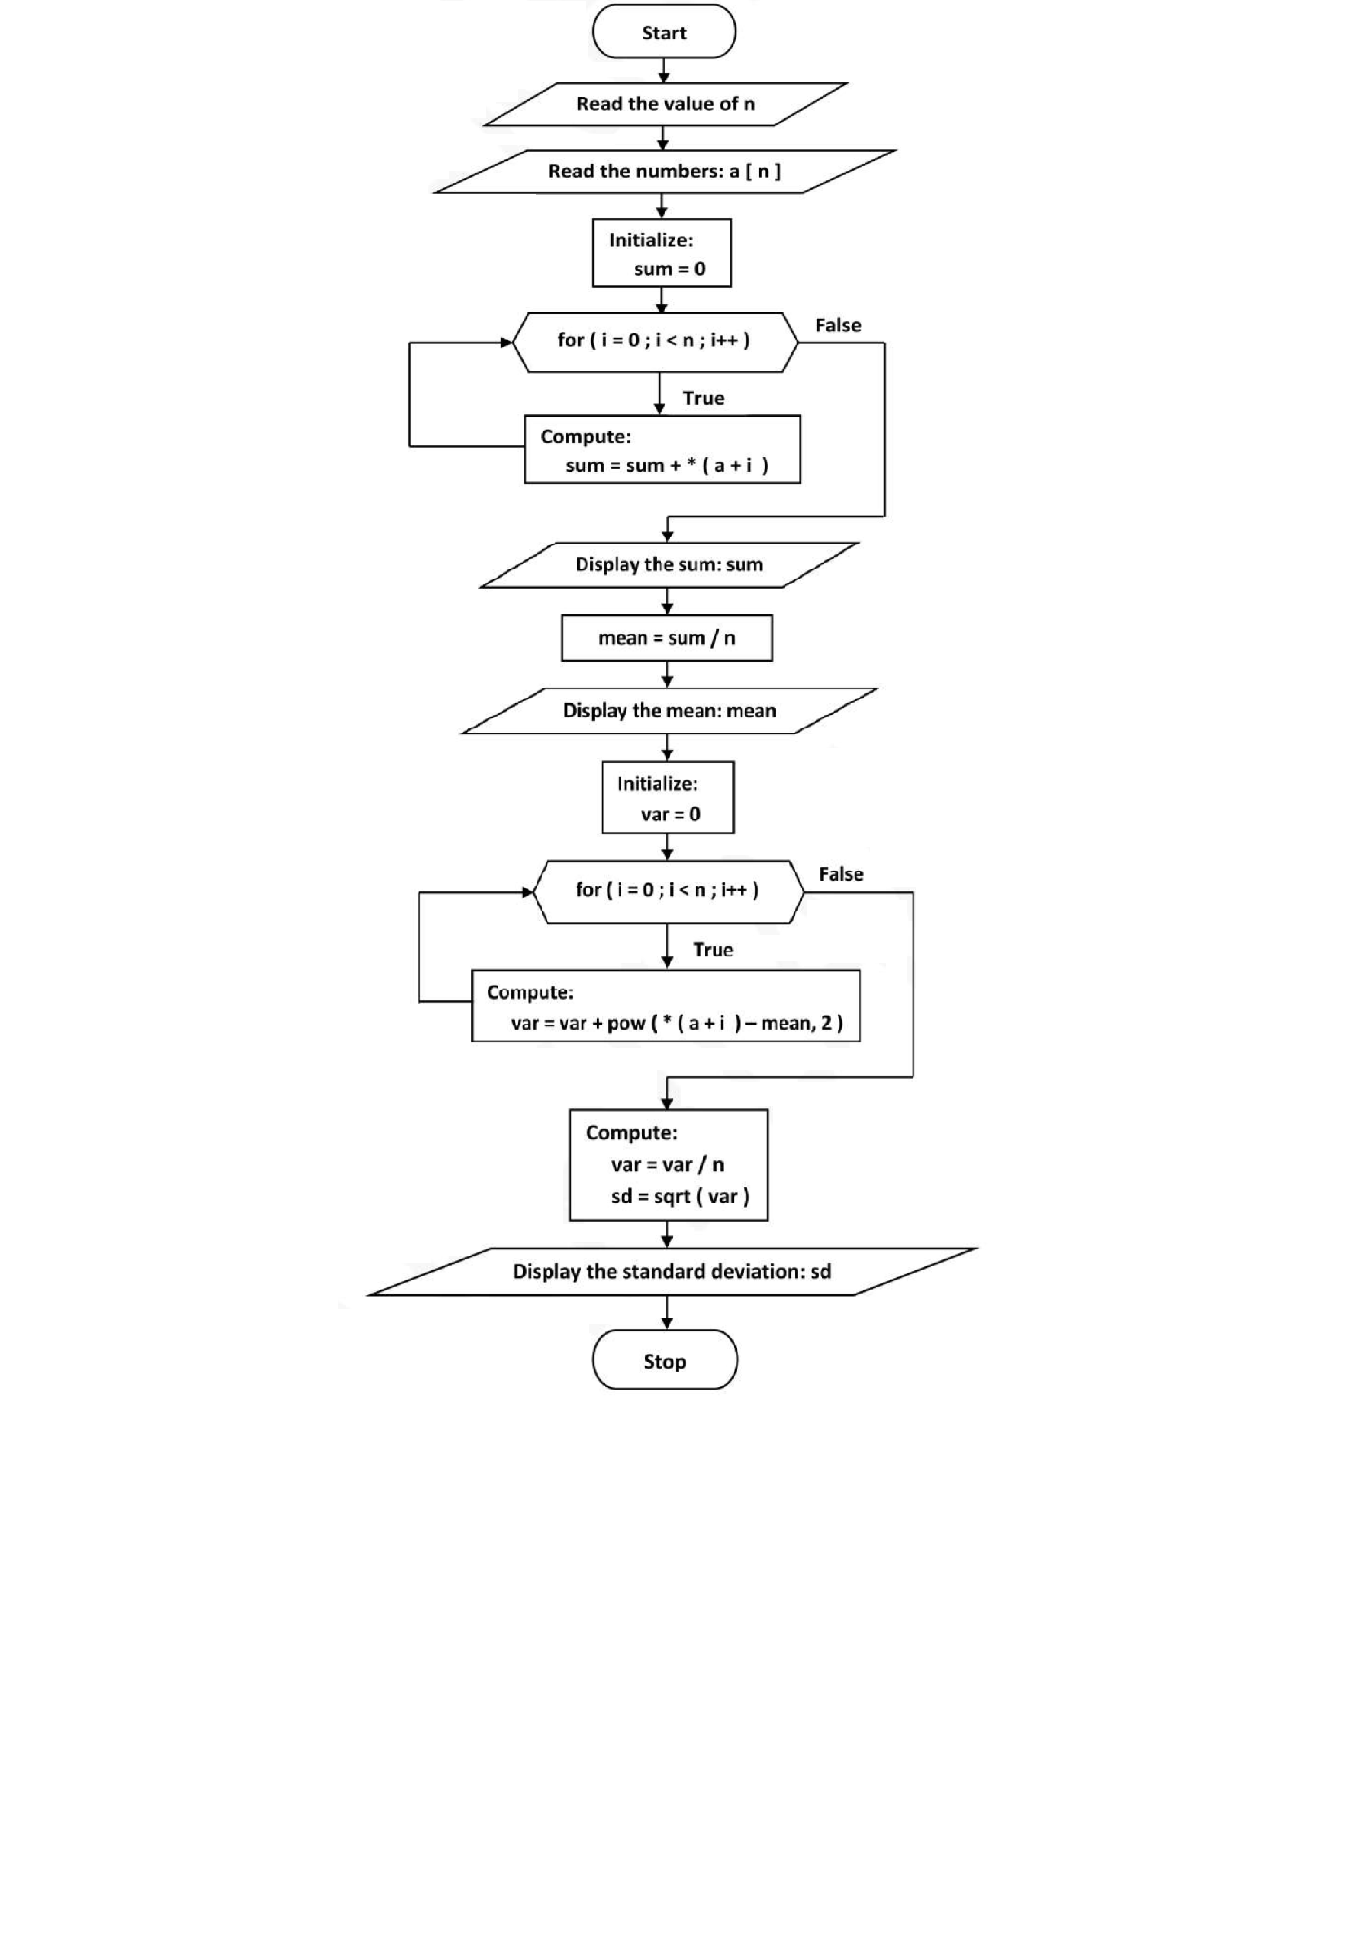 Start
Read the value of n
Read the numbers: a [ n ]
Initialize:
sum = 0
for ( i = 0 ; i < n ; i++ )
False
True
Compute:
sum = sum + * ( a + i )
Display the sum: sum
mean = sum / n
Display the mean: mean
Initialize:
var = 0
for ( i = 0 ; i < n ; i++ )
False
True
Compute:
var = var + pow ( * ( a + i ) – mean, 2 )
Compute:
var = var / n
sd = sqrt ( var )
Display the standard deviation: sd
Stop